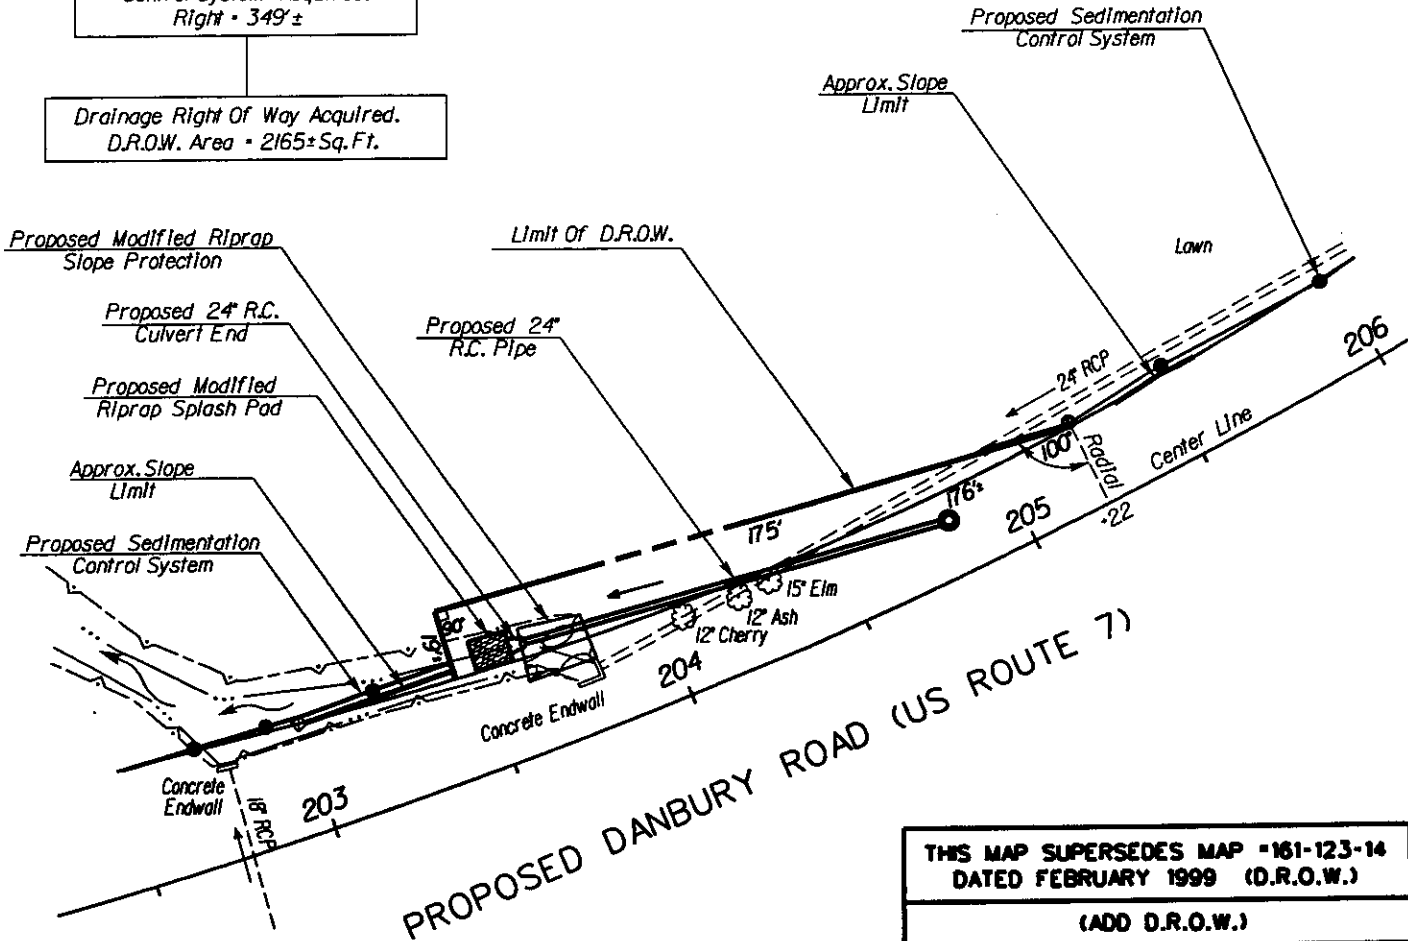 Right = 349'±
Drainage Right Of Way Acquired.
D.R.O.W. Area = 2165± Sq. Ft.
Proposed Sedimentation
Control System
Approx. Slope
Limit
Proposed Modified Riprap
Slope Protection
Limit Of D.R.O.W.
Lawn
Proposed 24" R.C.
Culvert End
Proposed 24"
R.C. Pipe
24" RCP
206
Proposed Modified
Riprap Splash Pad
100°
Radial
Center Line
Approx. Slope
Limit
176'±
175'
205
+22
Proposed Sedimentation
Control System
15" Elm
12" Ash
12" Cherry
90°
19'±
204
Concrete Endwall
Concrete
Endwall
18" RCP
203
PROPOSED DANBURY ROAD (US ROUTE 7)
THIS MAP SUPERSEDES MAP #161-123-14
DATED FEBRUARY 1999 (D.R.O.W.)
(ADD D.R.O.W.)